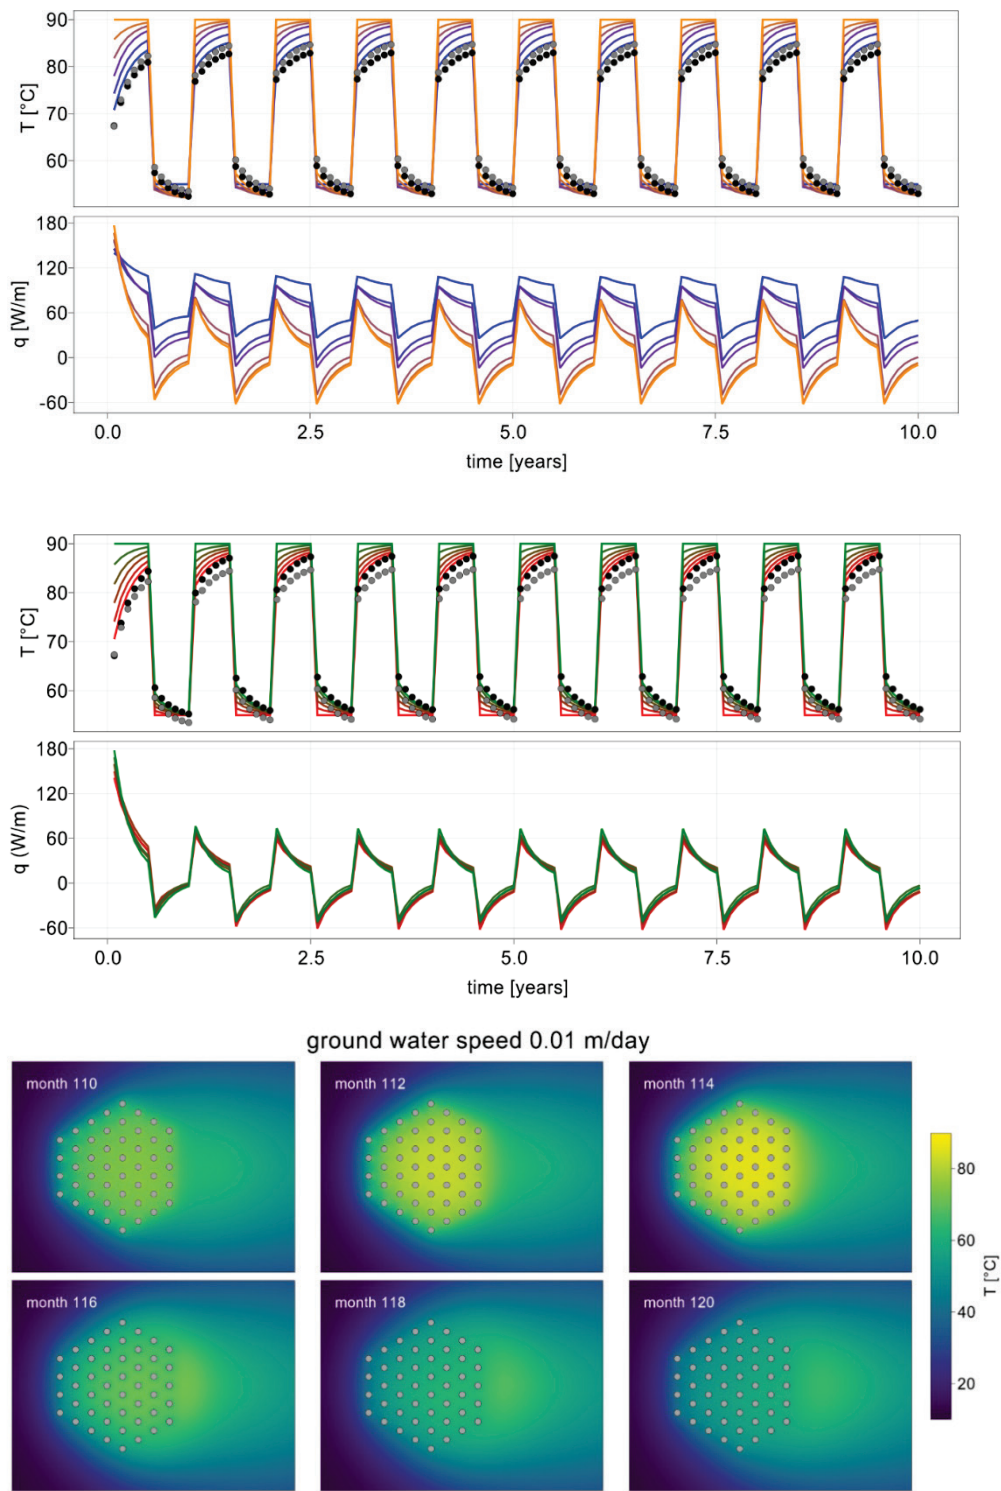 90
80
70
60
T [°C]
180
120
60
0
-60
q [W/m]
0.0 2.5 5.0 7.5 10.0
time [years]
90
80
70
60
T [°C]
180
120
60
0
-60
q (W/m)
0.0 2.5 5.0 7.5 10.0
time [years]
ground water speed 0.01 m/day
month 110 month 112 month 114
month 116 month 118 month 120
80
60
40
20
T [°C]